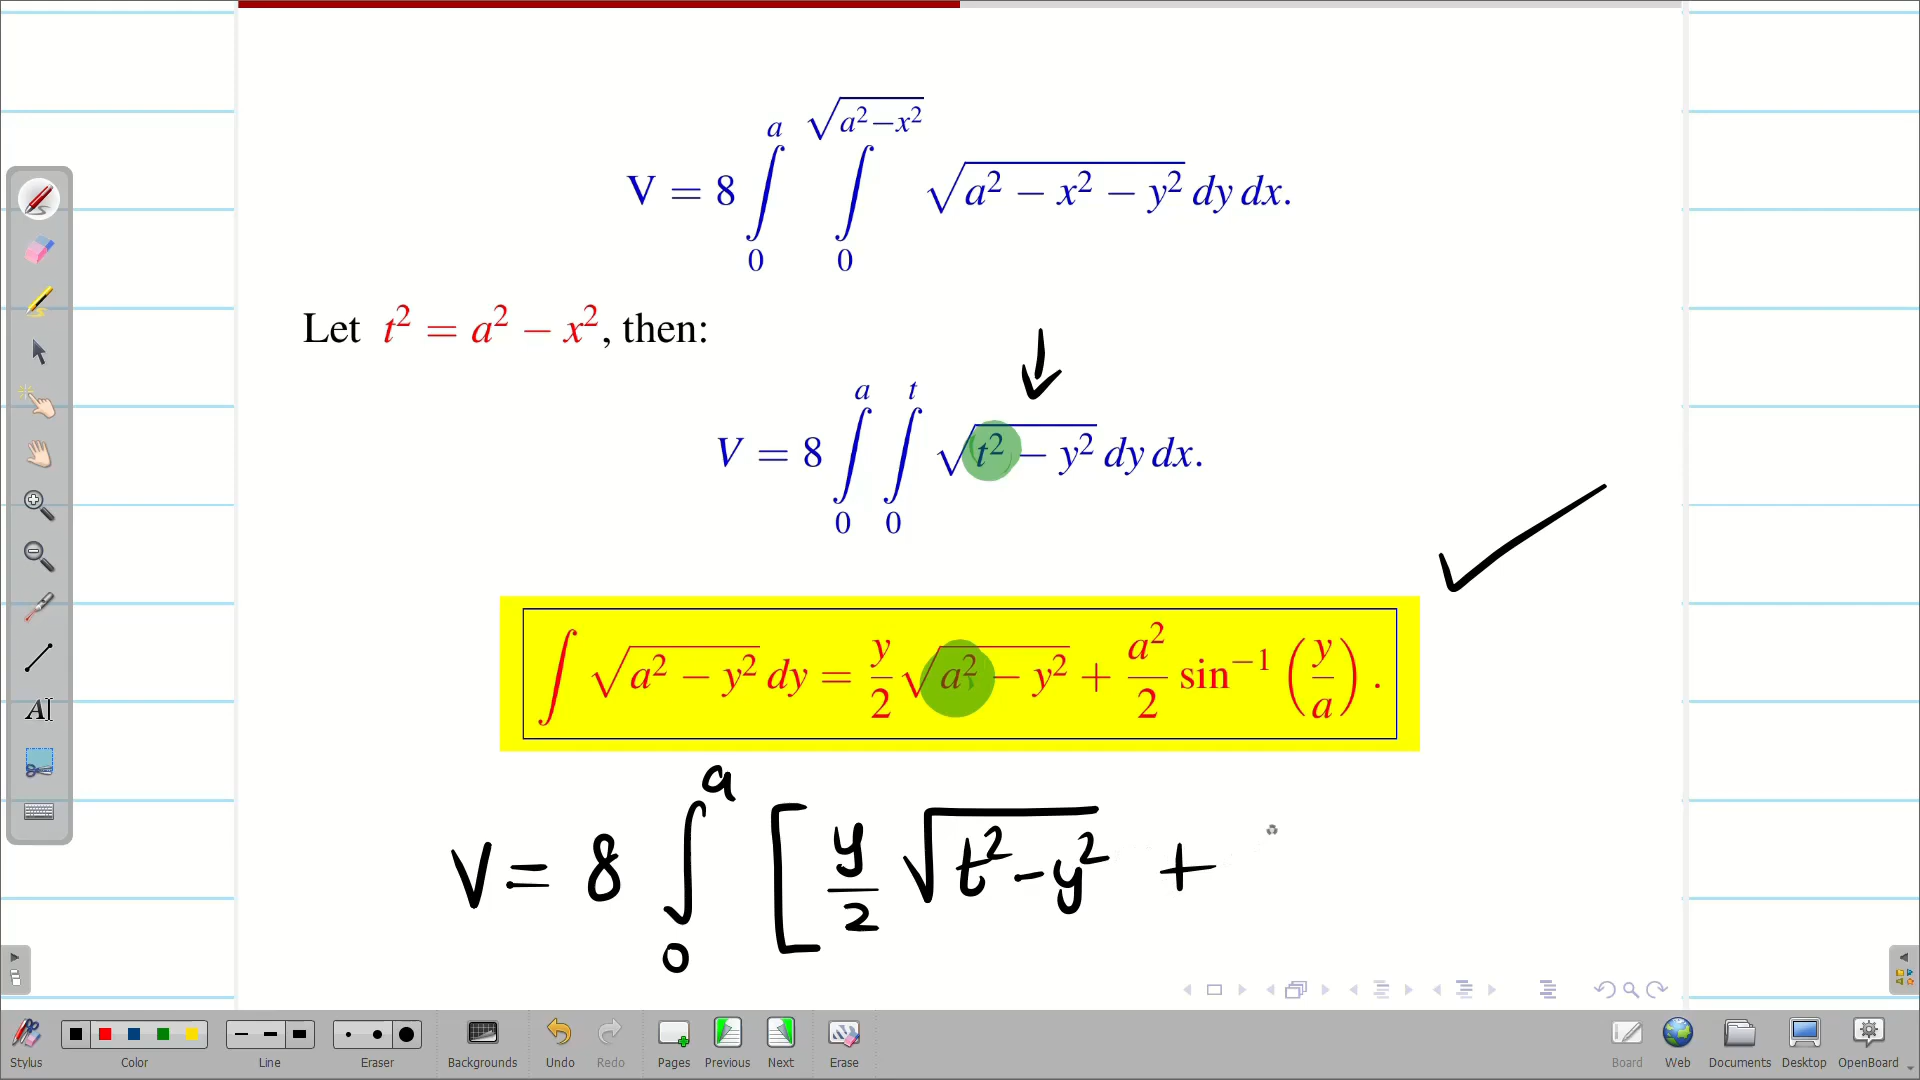 V = 8 ∫₀^a ∫₀^√(a²−x²) √(a² − x² − y²) dy dx.
Let t² = a² − x², then:
V = 8 ∫₀^a ∫₀^t √(t² − y²) dy dx.
∫ √(a² − y²) dy = y/2 √(a² − y²) + a²/2 sin⁻¹ (y/a).
V = 8 ∫₀^a [ y/2 √(t² − y²) +
Stylus Color Line Eraser Backgrounds Undo Redo Pages Previous Next Erase Board Web Documents Desktop OpenBoard